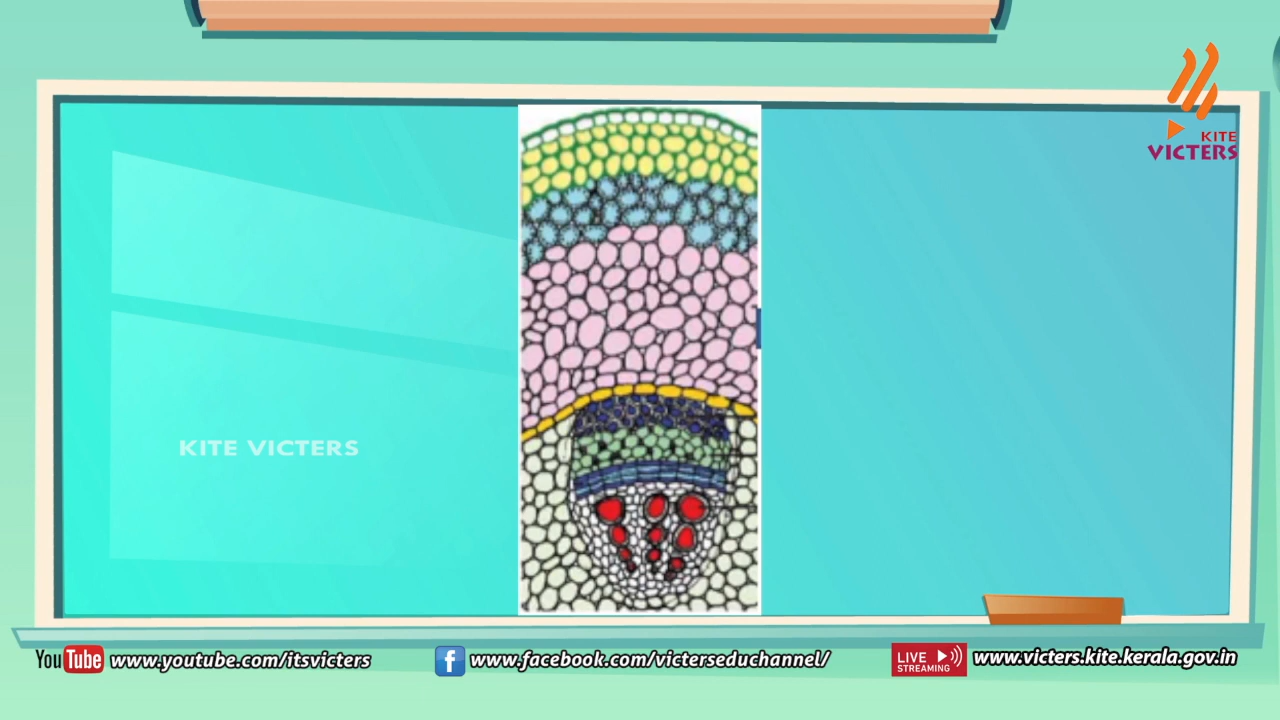 KITE
VICTERS
KITE VICTERS
YouTube www.youtube.com/itsvicters
f www.facebook.com/victerseduchannel/
LIVE
STREAMING
www.victers.kite.kerala.gov.in